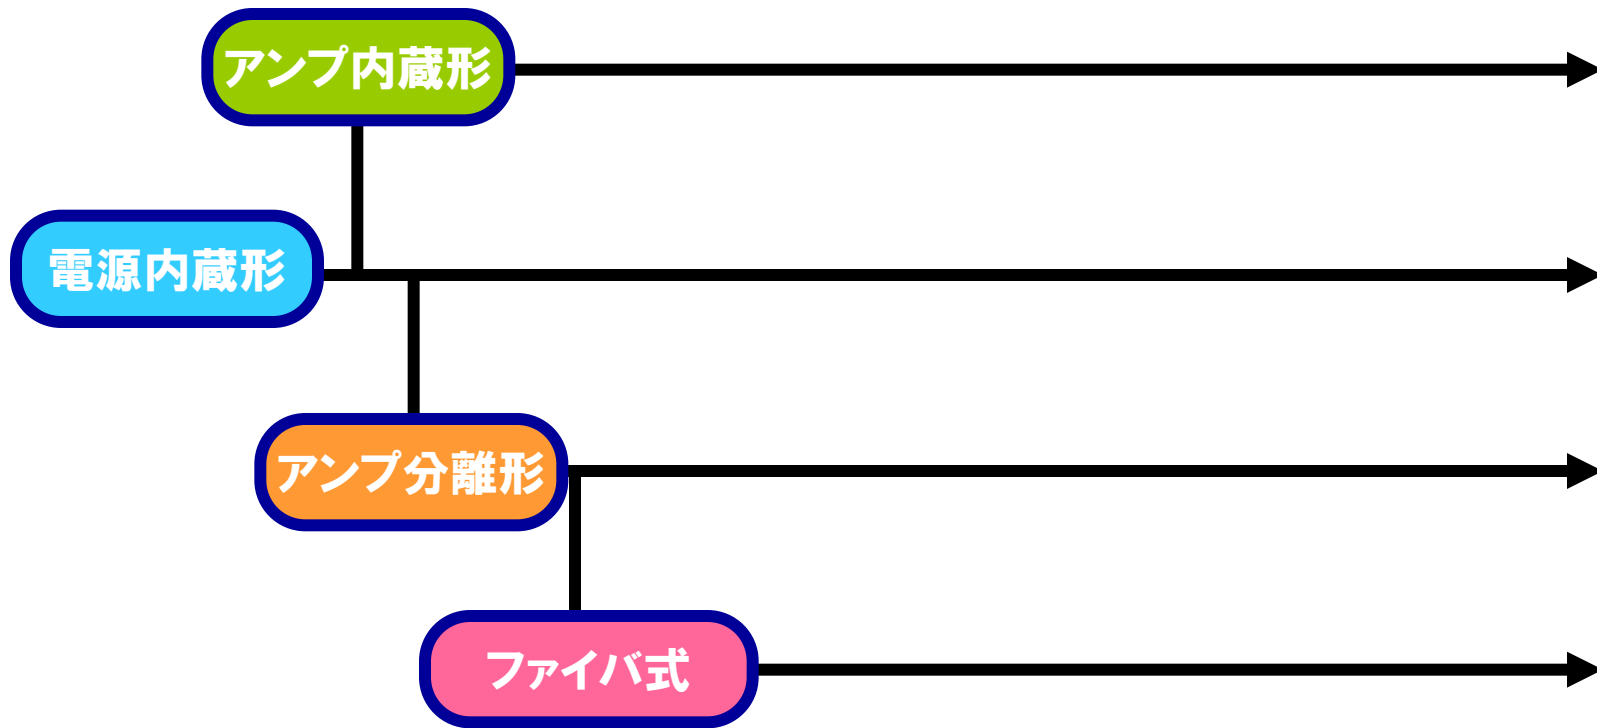 アンプ内蔵形
電源内蔵形
アンプ分離形
ファイバ式